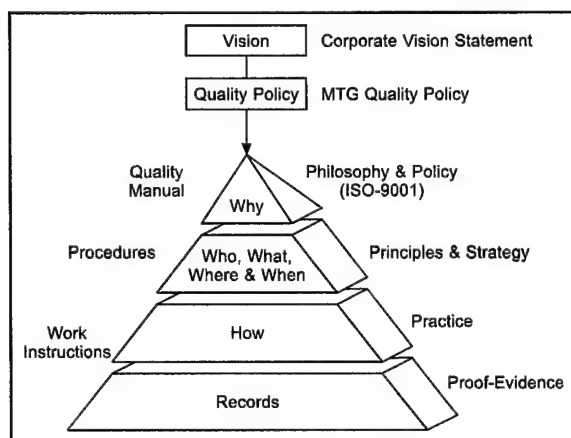 Vision
Corporate Vision Statement
Quality Policy
MTG Quality Policy
Quality
Manual
Philosophy & Policy
(ISO-9001)
Why
Procedures
Who, What,
Where & When
Principles & Strategy
Work
Instructions
How
Practice
Records
Proof-Evidence